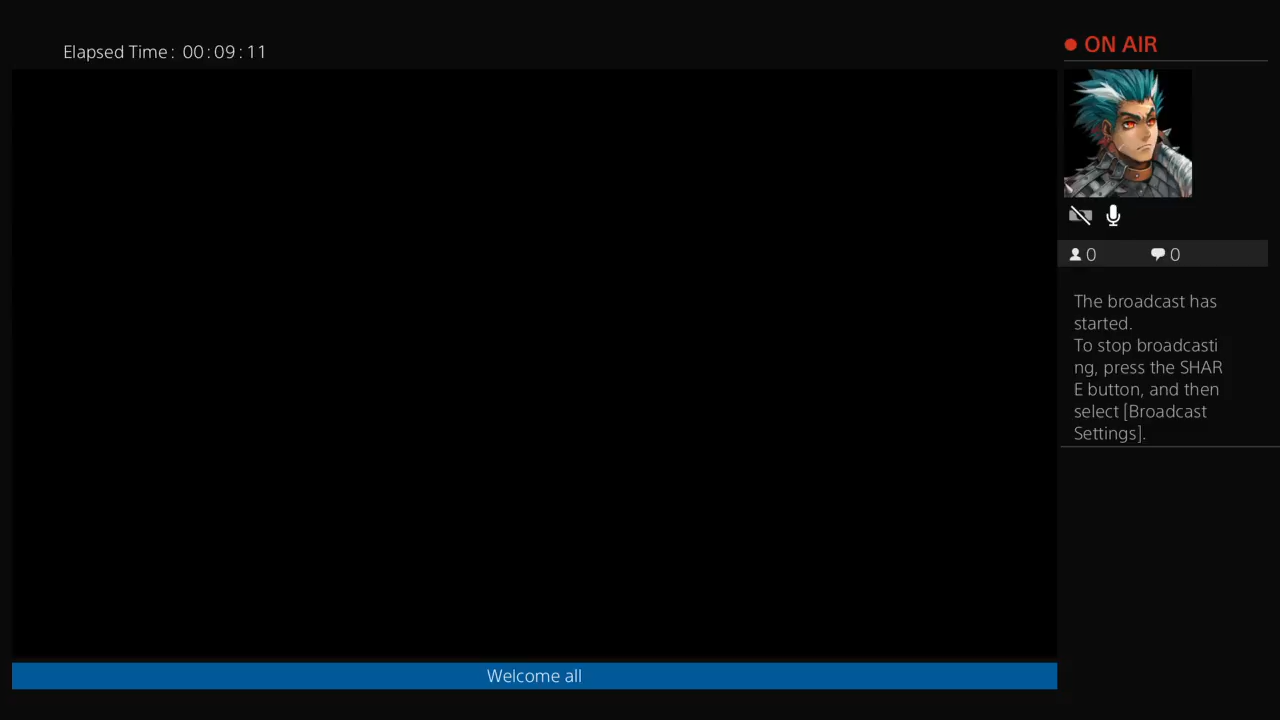 Elapsed Time: 00:09:11
ON AIR
0 0
The broadcast has
started.
To stop broadcasti
ng, press the SHAR
E button, and then
select [Broadcast
Settings].
Welcome all